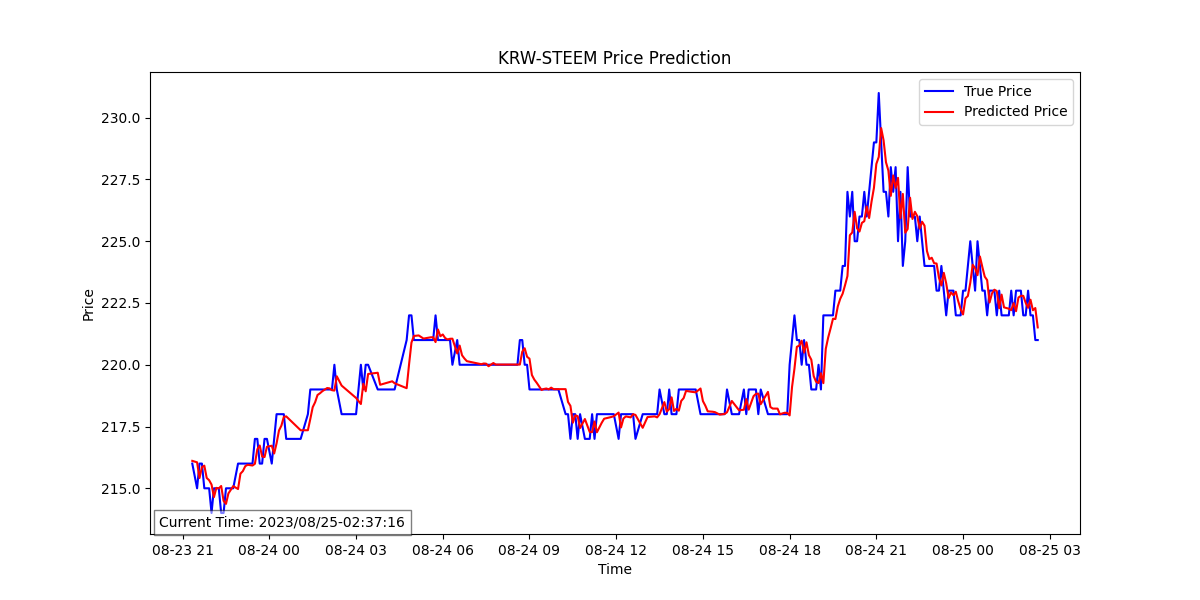 KRW-STEEM Price Prediction
True Price
Predicted Price
230.0
227.5
225.0
222.5
220.0
217.5
215.0
Price
Current Time: 2023/08/25-02:37:16
08-23 21 08-24 00 08-24 03 08-24 06 08-24 09 08-24 12 08-24 15 08-24 18 08-24 21 08-25 00 08-25 03
Time